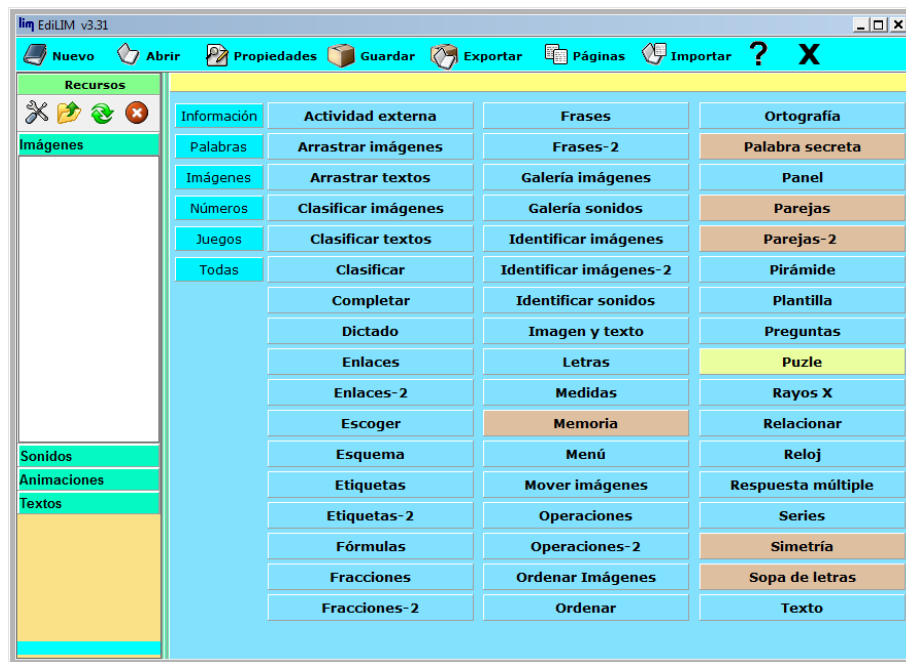 lim EdiLIM v3.31
Nuevo Abrir Propiedades Guardar Exportar Páginas Importar ? X
Recursos
Imágenes
Sonidos
Animaciones
Textos
Información
Palabras
Imágenes
Números
Juegos
Todas
Actividad externa
Arrastrar imágenes
Arrastrar textos
Clasificar imágenes
Clasificar textos
Clasificar
Completar
Dictado
Enlaces
Enlaces-2
Escoger
Esquema
Etiquetas
Etiquetas-2
Fórmulas
Fracciones
Fracciones-2
Frases
Frases-2
Galería imágenes
Galería sonidos
Identificar imágenes
Identificar imágenes-2
Identificar sonidos
Imagen y texto
Letras
Medidas
Memoria
Menú
Mover imágenes
Operaciones
Operaciones-2
Ordenar Imágenes
Ordenar
Ortografía
Palabra secreta
Panel
Parejas
Parejas-2
Pirámide
Plantilla
Preguntas
Puzle
Rayos X
Relacionar
Reloj
Respuesta múltiple
Series
Simetría
Sopa de letras
Texto